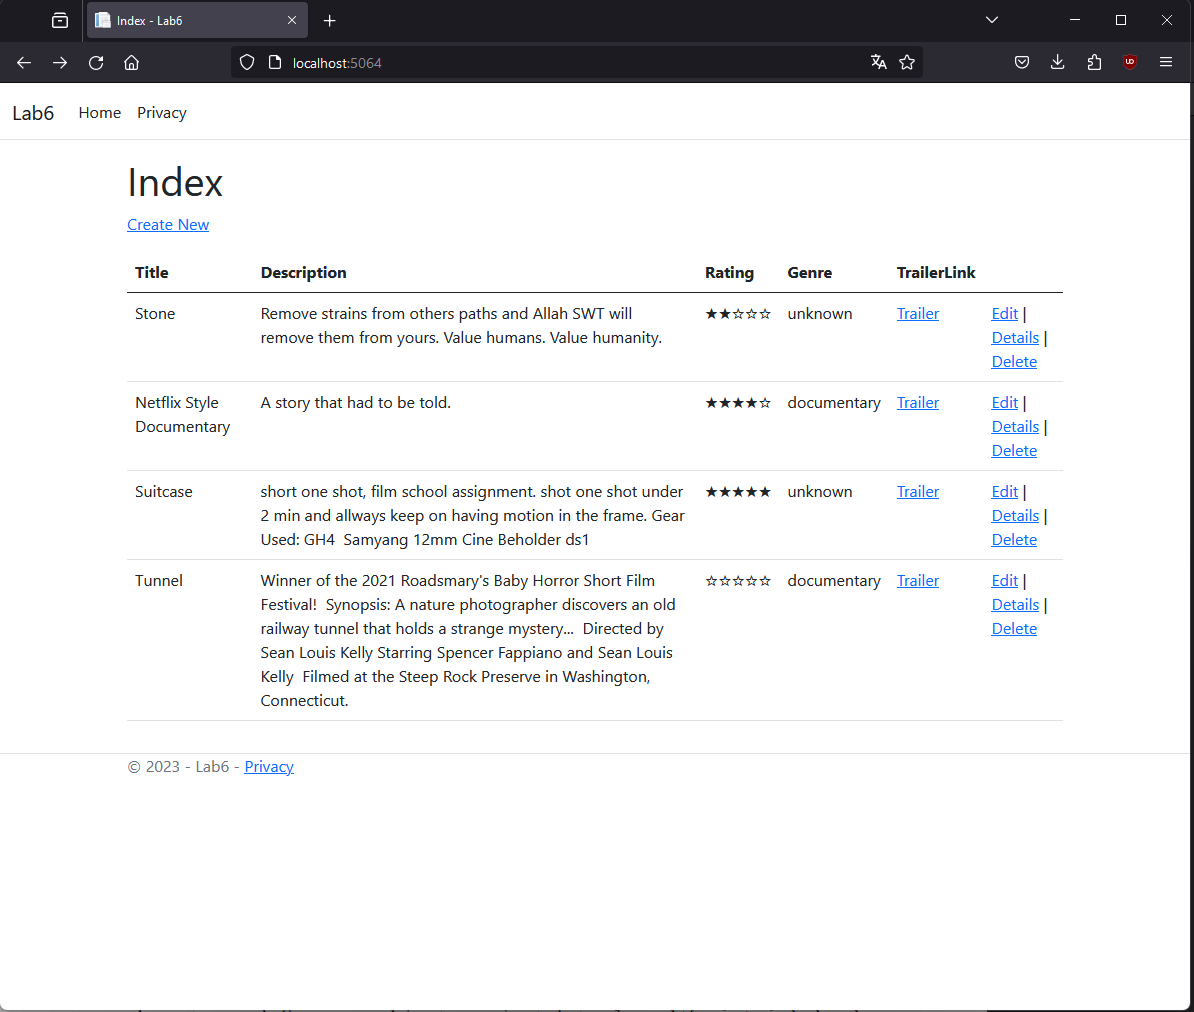 Index - Lab6
localhost:5064
Lab6 Home Privacy
Index
Create New
Title Description Rating Genre TrailerLink
Stone Remove strains from others paths and Allah SWT will ★★☆☆☆ unknown Trailer Edit |
remove them from yours. Value humans. Value humanity. Details |
Delete
Netflix Style A story that had to be told. ★★★★☆ documentary Trailer Edit |
Documentary Details |
Delete
Suitcase short one shot, film school assignment. shot one shot under ★★★★★ unknown Trailer Edit |
2 min and allways keep on having motion in the frame. Gear Details |
Used: GH4  Samyang 12mm Cine Beholder ds1 Delete
Tunnel Winner of the 2021 Roadsmary's Baby Horror Short Film ☆☆☆☆☆ documentary Trailer Edit |
Festival!  Synopsis: A nature photographer discovers an old Details |
railway tunnel that holds a strange mystery...  Directed by Delete
Sean Louis Kelly Starring Spencer Fappiano and Sean Louis
Kelly  Filmed at the Steep Rock Preserve in Washington,
Connecticut.
© 2023 - Lab6 - Privacy